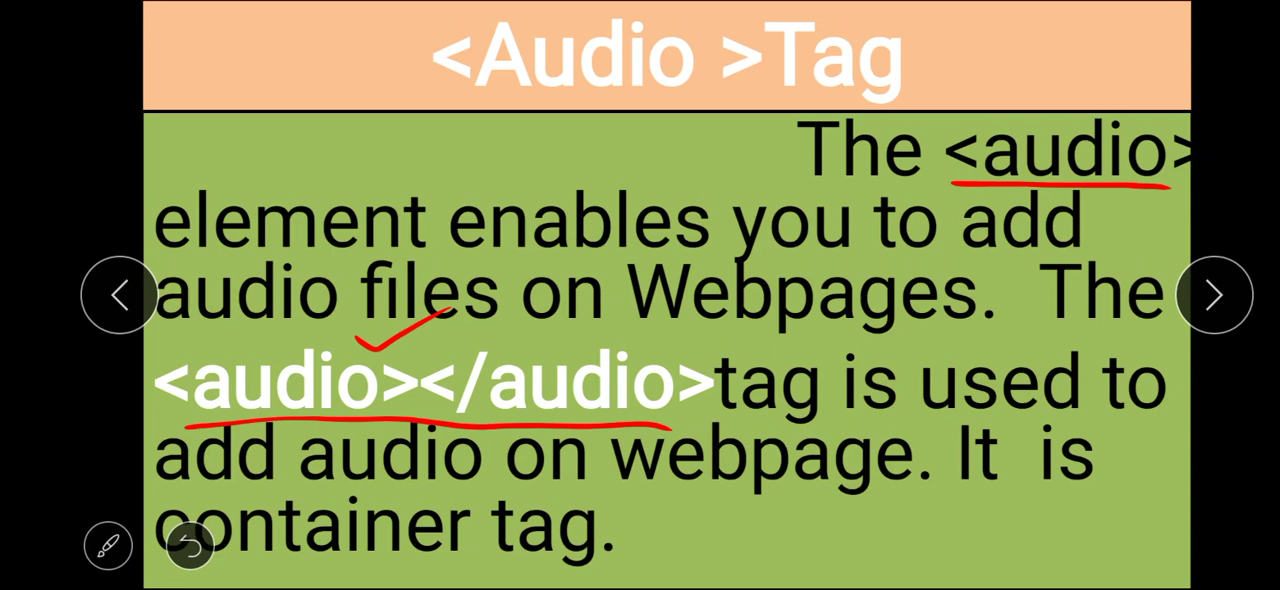 <Audio >Tag
The <audio>
element enables you to add
audio files on Webpages. The
<audio></audio>tag is used to
add audio on webpage. It is
container tag.